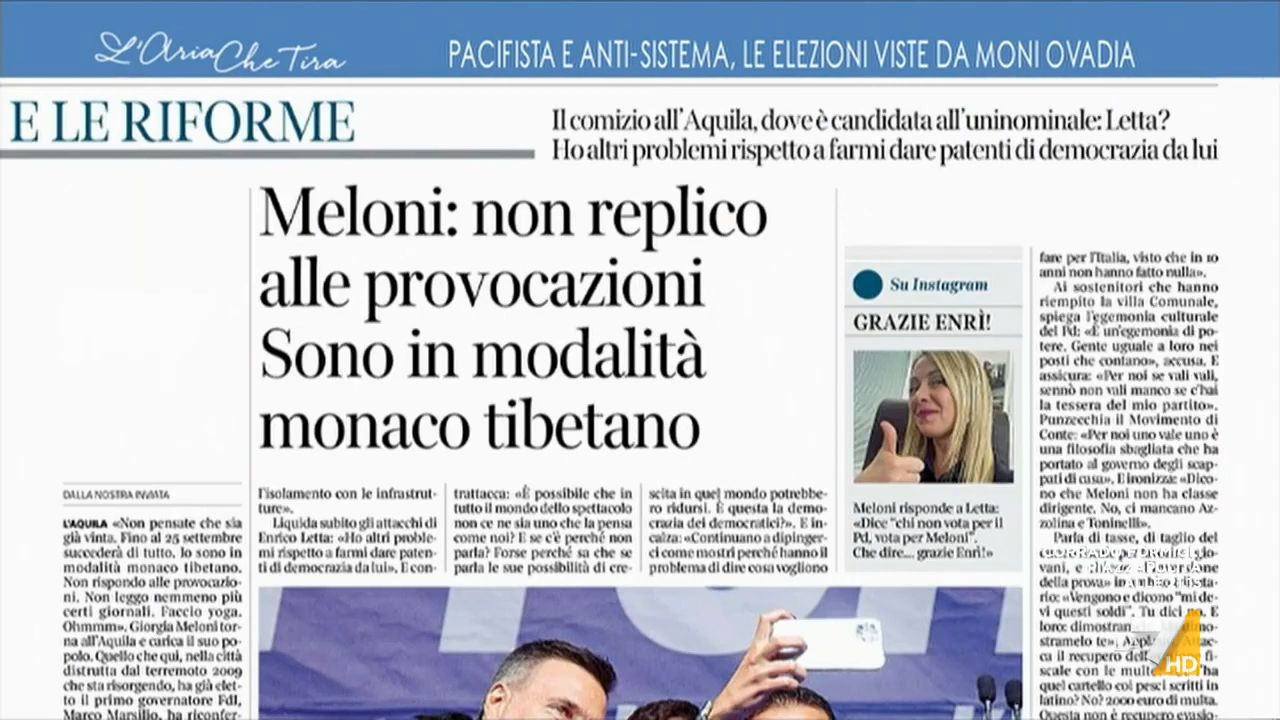 L'Aria Che Tira
PACIFISTA E ANTI-SISTEMA, LE ELEZIONI VISTE DA MONI OVADIA
E LE RIFORME
Il comizio all'Aquila, dove è candidata all'uninominale: Letta?
Ho altri problemi rispetto a farmi dare patenti di democrazia da lui
Meloni: non replico
alle provocazioni
Sono in modalità
monaco tibetano
DALLA NOSTRA INVIATA
L'AQUILA «Non pensate che sia
già vinta. Fino al 25 settembre
succederà di tutto. Io sono in
modalità monaco tibetano.
Non rispondo alle provocazio-
ni. Non leggo nemmeno più
certi giornali. Faccio yoga.
Ohmmm». Giorgia Meloni tor-
na all'Aquila e carica il suo po-
polo. Quello che qui, nella città
distrutta dal terremoto 2009
che sta risorgendo, ha già elet-
to il primo governatore FdI,
Marco Marsilio, ha riconfer-
l'isolamento con le infrastrut-
ture».
Liquida subito gli attacchi di
Enrico Letta: «Ho altri proble-
mi rispetto a farmi dare paten-
ti di democrazia da lui». E con-
trattacca: «È possibile che in
tutto il mondo dello spettacolo
non ce ne sia uno che la pensa
come noi? E se c'è perché non
parla? Forse perché sa che se
parla le sue possibilità di cre-
scita in quel mondo potrebbe-
ro ridursi. È questa la demo-
crazia dei democratici?». E in-
calza: «Continuano a dipinger-
ci come mostri perché hanno il
problema di dire cosa vogliono
Su Instagram
GRAZIE ENRÌ!
Meloni risponde a Letta:
«Dice "chi non vota per il
Pd, vota per Meloni".
Che dire... grazie Enrì!»
fare per l'Italia, visto che in 10
anni non hanno fatto nulla».
Ai sostenitori che hanno
riempito la villa Comunale,
spiega l'egemonia culturale
del Pd: «È un'egemonia di po-
tere. Gente uguale a loro nei
posti che contano», accusa. E
assicura: «Per noi se vali vali,
sennò non vali manco se c'hai
la tessera del mio partito».
Punzecchia il Movimento di
Conte: «Per noi uno vale uno è
una filosofia sbagliata che ha
portato al governo degli scap-
pati di casa». E ironizza: «Dico-
no che Meloni non ha classe
dirigente. No, ci mancano Az-
zolina e Toninelli».
Parla di tasse, di taglio del
CORRADO FORMIGLI
PIAZZAPULITA
vani, e
della prova» in
rio: «Vengono e dicono "mi de-
vi questi soldi". Tu dici no. E
loro: dimostran
stramelo te».
ca il recupero
scale con le
quel cartello coi pesci scritti in
latino? No? 2000 euro di multa.
Questa non è recupero evasio-
7 HD